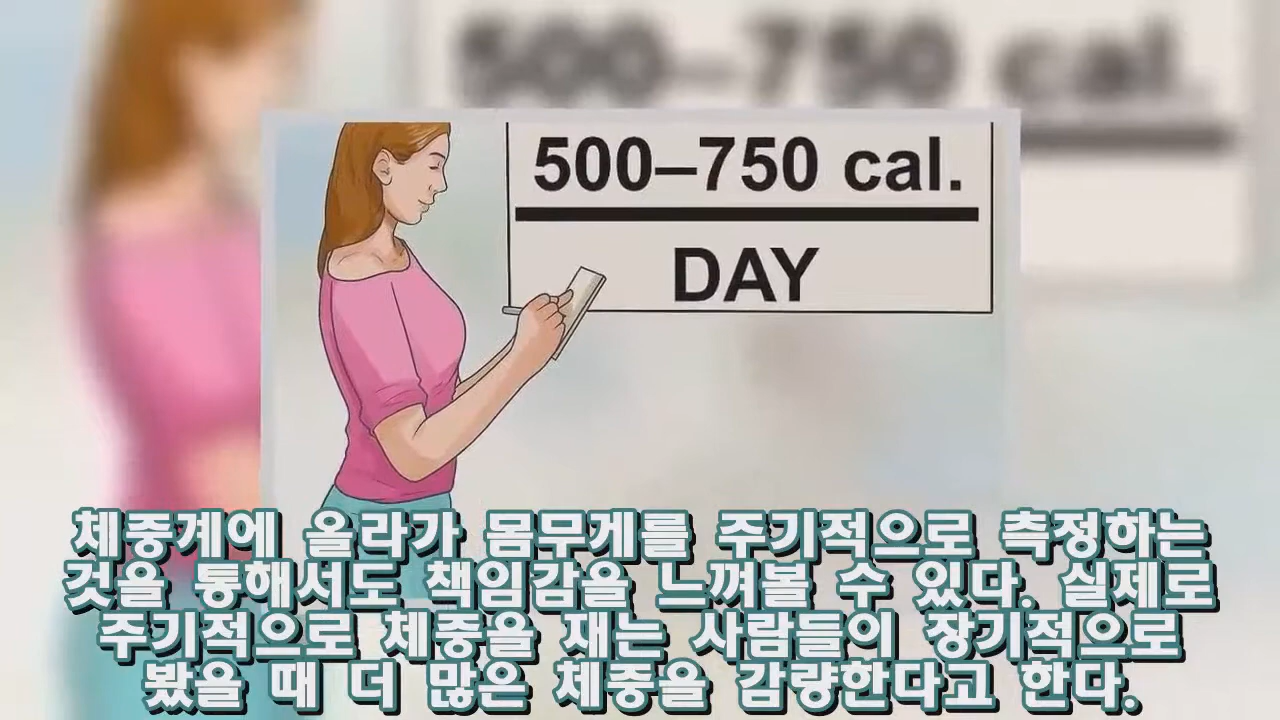 500–750 cal.
500–750 cal.
DAY
체중계에 올라가 몸무게를 주기적으로 측정하는
것을 통해서도 책임감을 느껴볼 수 있다. 실제로
주기적으로 체중을 재는 사람들이 장기적으로
봤을 때 더 많은 체중을 감량한다고 한다.